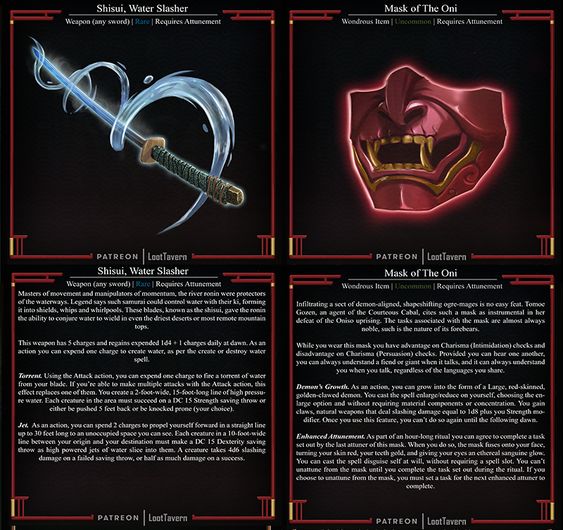 Shisui, Water Slasher
Weapon (any sword) | Rare | Requires Attunement
PATREON | LootTavern
Mask of The Oni
Wondrous Item | Uncommon | Requires Attunement
PATREON | LootTavern
Shisui, Water Slasher
Weapon (any sword) | Rare | Requires Attunement
Masters of movement and manipulators of momentum, the river ronin were protectors
of the waterways. Legend says such samurai could control water with their ki, forming
it into shields, whips and whirlpools. These blades, known as the shisui, gave the ronin
the ability to conjure water to wield in even the driest deserts or most remote mountain
tops.
This weapon has 5 charges and regains expended 1d4 + 1 charges daily at dawn. As an
action you can expend one charge to create water, as per the create or destroy water
spell.
Torrent. Using the Attack action, you can expend one charge to fire a torrent of water
from your blade. If you're able to make multiple attacks with the Attack action, this
effect replaces one of them. You create a 2-foot-wide, 15-foot-long line of high pressu-
re water. Each creature in the area must succeed on a DC 15 Strength saving throw or
either be pushed 5 feet back or be knocked prone (your choice).
Jet. As an action, you can spend 2 charges to propel yourself forward in a straight line
up to 30 feet long to an unoccupied space you can see. Each creature in a 10-foot-wide
line between your origin and your destination must make a DC 15 Dexterity saving
throw as high powered jets of water slice into them. A creature takes 4d6 slashing
damage on a failed saving throw, or half as much damage on a success.
PATREON | LootTavern
Mask of The Oni
Wondrous Item | Uncommon | Requires Attunement
Infiltrating a sect of demon-aligned, shapeshifting ogre-mages is no easy feat. Tomoe
Gozen, an agent of the Courteous Cabal, cites such a mask as instrumental in her
defeat of the Oniso uprising. The tasks associated with the mask are almost always
noble, such is the nature of its forebears.
While you wear this mask you have advantage on Charisma (Intimidation) checks and
disadvantage on Charisma (Persuasion) checks. Provided you can hear one another,
you can always understand a fiend or giant when it talks, and it can always understand
you when you talk, regardless of the languages you share.
Demon's Growth. As an action, you can grow into the form of a Large, red-skinned,
golden-clawed demon. You cast the spell enlarge/reduce on yourself, choosing the en-
large option and without requiring material components or concentration. You gain
claws, natural weapons that deal slashing damage equal to 1d8 plus you Strength mo-
difier. Once you use this feature, you can't do so again until the following dawn.
Enhanced Attunement. As part of an hour-long ritual you can agree to complete a task
set out by the last attuner of this mask. When you do so, the mask fuses onto your face,
turning your skin red, your teeth gold, and giving your eyes an ethereal sanguine glow.
You can cast the spell disguise self at will, without requiring a spell slot. You can't
unattune from the mask until you complete the task set out during the ritual. If you
choose to unattune from the mask, you must set a task for the next enhanced attuner to
complete.
PATREON | LootTavern